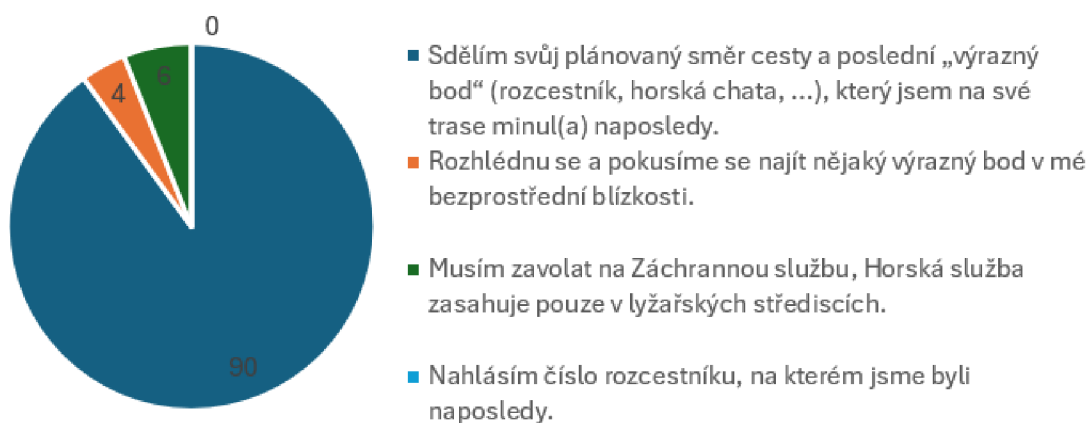 0
6
4
90
Sdělím svůj plánovaný směr cesty a poslední „výrazný
bod“ (rozcestník, horská chata, ...), který jsem na své
trase minul(a) naposledy.
Rozhlédnu se a pokusíme se najít nějaký výrazný bod v mé
bezprostřední blízkosti.
Musím zavolat na Záchrannou službu, Horská služba
zasahuje pouze v lyžařských střediscích.
Nahlásím číslo rozcestníku, na kterém jsme byli
naposledy.